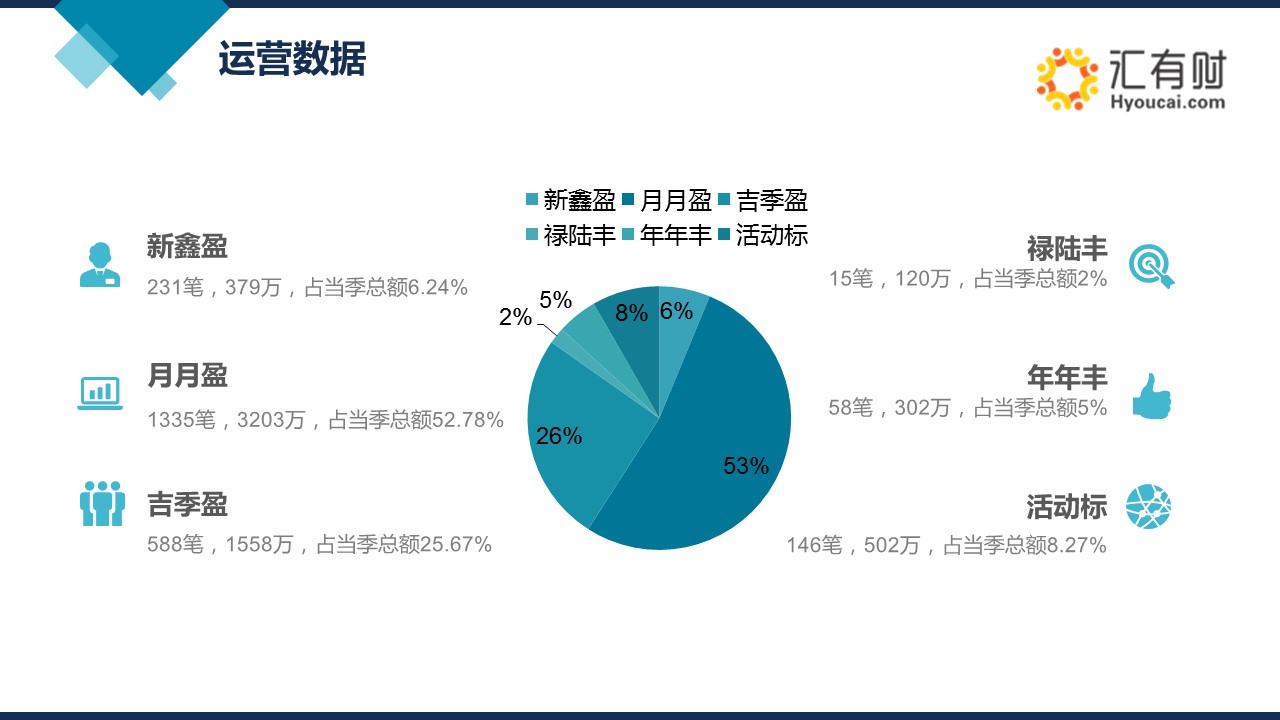 运营数据
汇有财
Hyoucai.com
新鑫盈 月月盈 吉季盈
禄陆丰 年年丰 活动标
新鑫盈
231笔，379万，占当季总额6.24%
月月盈
1335笔，3203万，占当季总额52.78%
吉季盈
588笔，1558万，占当季总额25.67%
5%
2%
8%
6%
26%
53%
禄陆丰
15笔，120万，占当季总额2%
年年丰
58笔，302万，占当季总额5%
活动标
146笔，502万，占当季总额8.27%